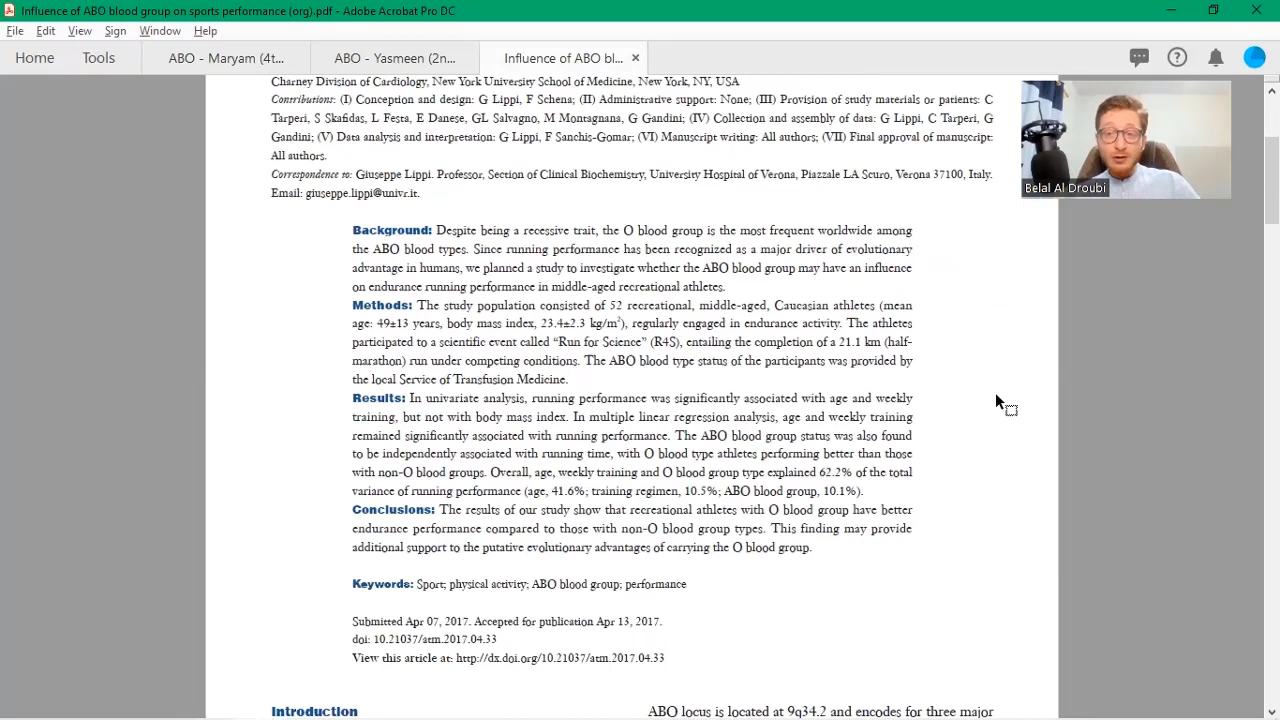 Influence of ABO blood group on sports performance (org).pdf - Adobe Acrobat Pro DC
File Edit View Sign Window Help
Home Tools ABO - Maryam (4t... ABO - Yasmeen (2n... Influence of ABO bl...
Charney Division of Cardiology, New York University School of Medicine, New York, NY, USA
Contributions: (I) Conception and design: G Lippi, F Schena; (II) Administrative support: None; (III) Provision of study materials or patients: C
Tarperi, S Skafidas, L Festa, E Danese, GL Salvagno, M Montagnana, G Gandini; (IV) Collection and assembly of data: G Lippi, C Tarperi, G
Gandini; (V) Data analysis and interpretation: G Lippi, F Sanchis-Gomar; (VI) Manuscript writing: All authors; (VII) Final approval of manuscript:
All authors.
Correspondence to: Giuseppe Lippi. Professor, Section of Clinical Biochemistry, University Hospital of Verona, Piazzale LA Scuro, Verona 37100, Italy.
Email: giuseppe.lippi@univr.it.
Belal Al Droubi
Background: Despite being a recessive trait, the O blood group is the most frequent worldwide among
the ABO blood types. Since running performance has been recognized as a major driver of evolutionary
advantage in humans, we planned a study to investigate whether the ABO blood group may have an influence
on endurance running performance in middle-aged recreational athletes.
Methods: The study population consisted of 52 recreational, middle-aged, Caucasian athletes (mean
age: 49±13 years, body mass index, 23.4±2.3 kg/m²), regularly engaged in endurance activity. The athletes
participated to a scientific event called “Run for Science” (R4S), entailing the completion of a 21.1 km (half-
marathon) run under competing conditions. The ABO blood type status of the participants was provided by
the local Service of Transfusion Medicine.
Results: In univariate analysis, running performance was significantly associated with age and weekly
training, but not with body mass index. In multiple linear regression analysis, age and weekly training
remained significantly associated with running performance. The ABO blood group status was also found
to be independently associated with running time, with O blood type athletes performing better than those
with non-O blood groups. Overall, age, weekly training and O blood group type explained 62.2% of the total
variance of running performance (age, 41.6%; training regimen, 10.5%; ABO blood group, 10.1%).
Conclusions: The results of our study show that recreational athletes with O blood group have better
endurance performance compared to those with non-O blood group types. This finding may provide
additional support to the putative evolutionary advantages of carrying the O blood group.
Keywords: Sport; physical activity; ABO blood group; performance
Submitted Apr 07, 2017. Accepted for publication Apr 13, 2017.
doi: 10.21037/atm.2017.04.33
View this article at: http://dx.doi.org/10.21037/atm.2017.04.33
Introduction
ABO locus is located at 9q34.2 and encodes for three major